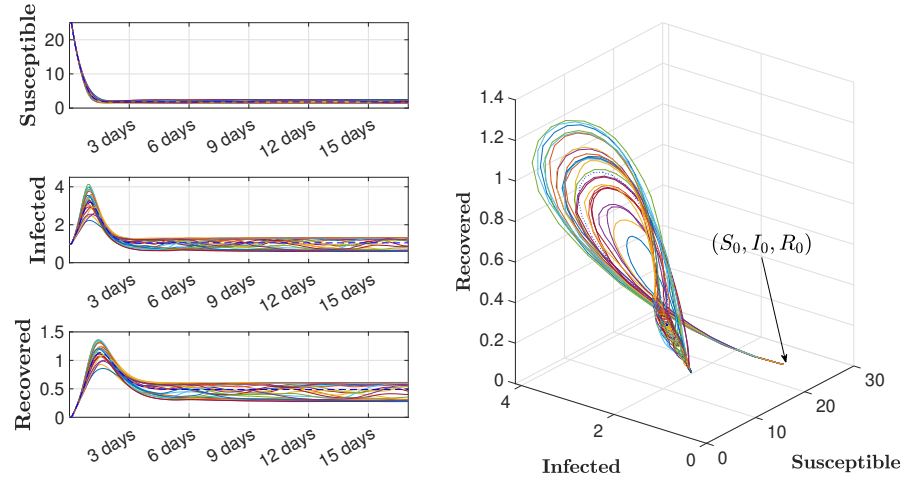 Susceptible
20
10
0
3 days
6 days
9 days
12 days
15 days
Infected
4
2
0
3 days
6 days
9 days
12 days
15 days
Recovered
1.5
1
0.5
0
3 days
6 days
9 days
12 days
15 days
Recovered
1.4
1.2
1
0.8
0.6
0.4
0.2
0
(S₀, I₀, R₀)
4
2
0
Infected
0
10
20
30
Susceptible